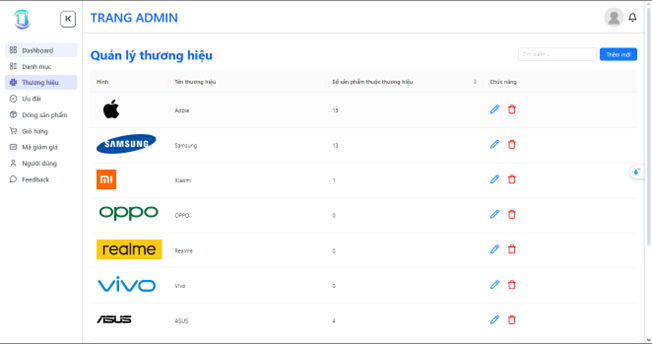 TRANG ADMIN
Dashboard
Danh mục
Thương hiệu
Ưu đãi
Dòng sản phẩm
Giỏ hàng
Mã giảm giá
Người dùng
Feedback
Quản lý thương hiệu
Tìm kiếm ...
Thêm mới
Hình Tên thương hiệu Số sản phẩm thuộc thương hiệu Chức năng
Apple 15
SAMSUNG Samsung 13
mi Xiaomi 1
oppo OPPO 0
realme Realme 0
vivo Vivo 0
ASUS ASUS 4